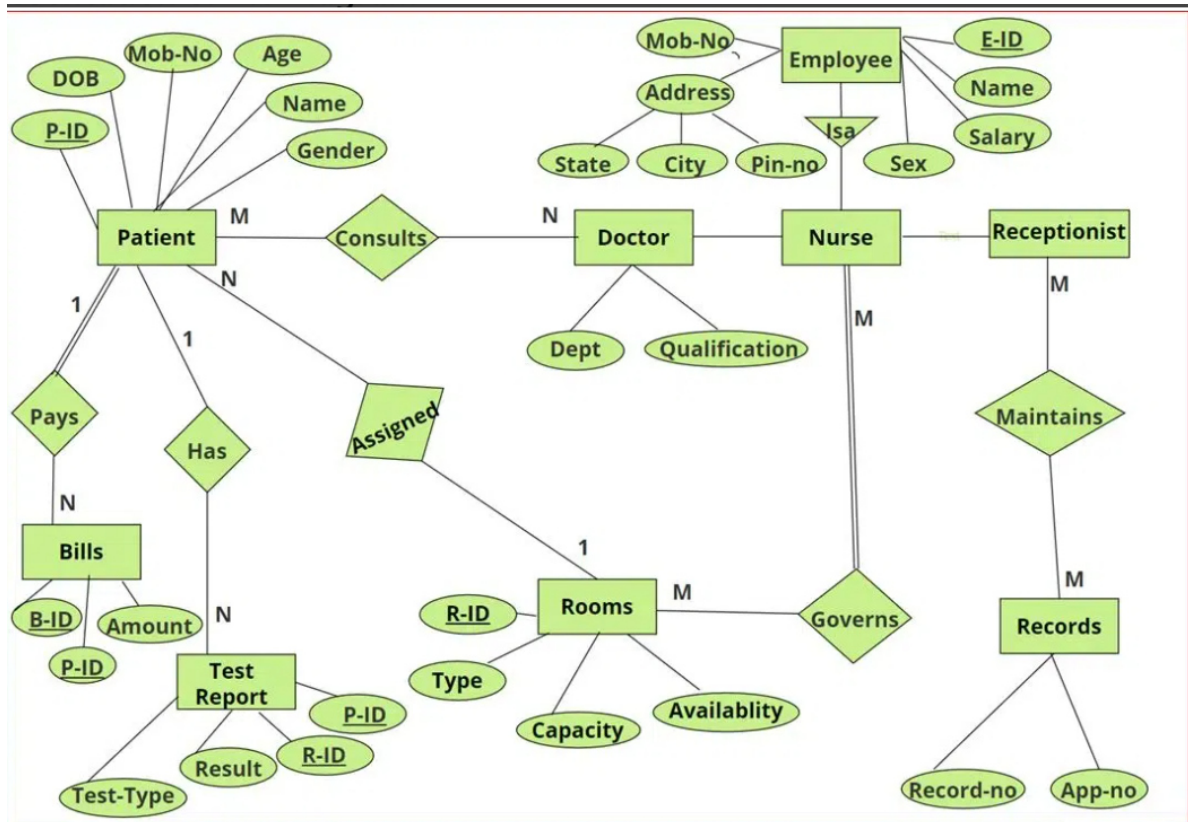 Mob-No
Age
DOB
Name
P-ID
Gender
Mob-No
Employee
E-ID
Address
Name
Isa
Salary
State
City
Pin-no
Sex
Patient
M
Consults
N
Doctor
Nurse
Receptionist
N
1
1
M
M
Dept
Qualification
Pays
Has
Assigned
Maintains
N
Bills
1
B-ID
Amount
P-ID
N
R-ID
Rooms
M
Governs
M
Records
Type
Capacity
Availablity
Test
Report
P-ID
R-ID
Result
Test-Type
Record-no
App-no